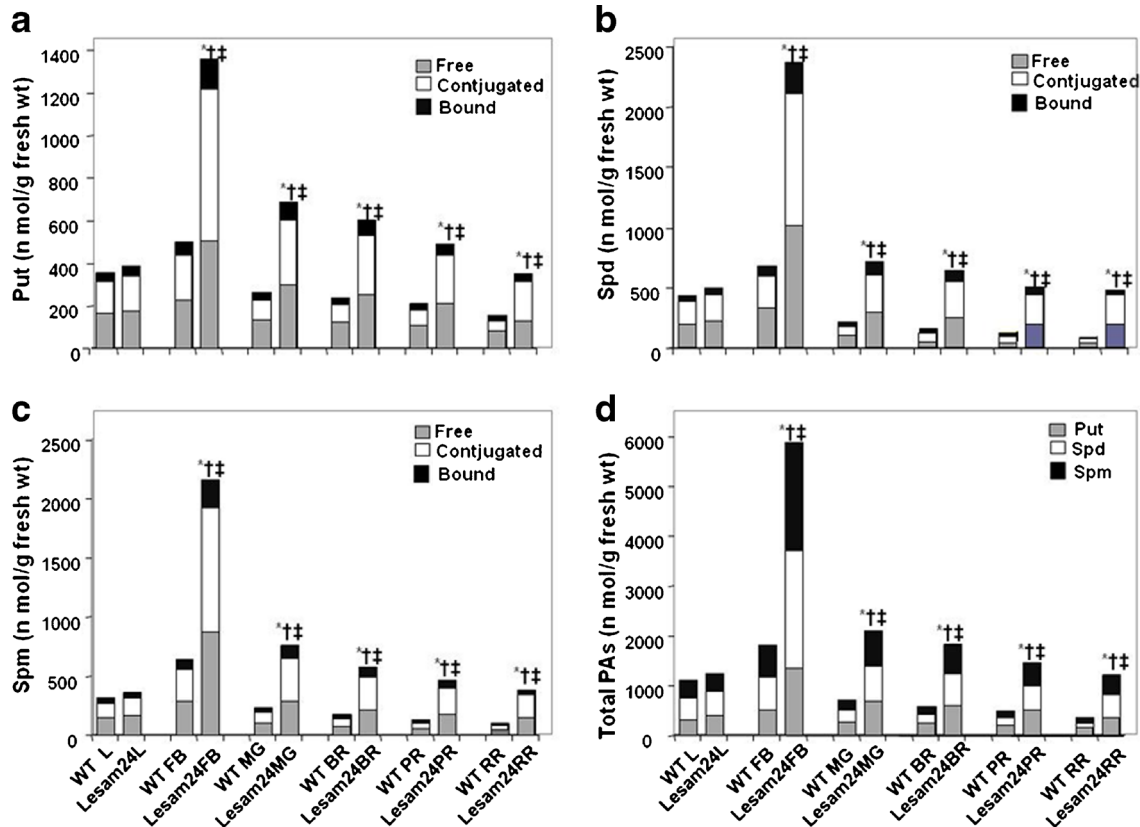 a
Put (n mol/g fresh wt)
1400
1200
1000
800
600
400
200
0
Free
Contjugated
Bound
*†‡
*†‡
*†‡
*†‡
*†‡
b
Spd (n mol/g fresh wt)
2500
2000
1500
1000
500
0
Free
Contjugated
Bound
*†‡
*†‡
*†‡
*†‡
*†‡
c
Spm (n mol/g fresh wt)
2500
2000
1500
1000
500
0
Free
Contjugated
Bound
*†‡
*†‡
*†‡
*†‡
*†‡
WT L
Lesam24L
WT FB
Lesam24FB
WT MG
Lesam24MG
WT BR
Lesam24BR
WT PR
Lesam24PR
WT RR
Lesam24RR
d
Total PAs (n mol/g fresh wt)
6000
5000
4000
3000
2000
1000
0
Put
Spd
Spm
*†‡
*†‡
*†‡
*†‡
*†‡
WT L
Lesam24L
WT FB
Lesam24FB
WT MG
Lesam24MG
WT BR
Lesam24BR
WT PR
Lesam24PR
WT RR
Lesam24RR